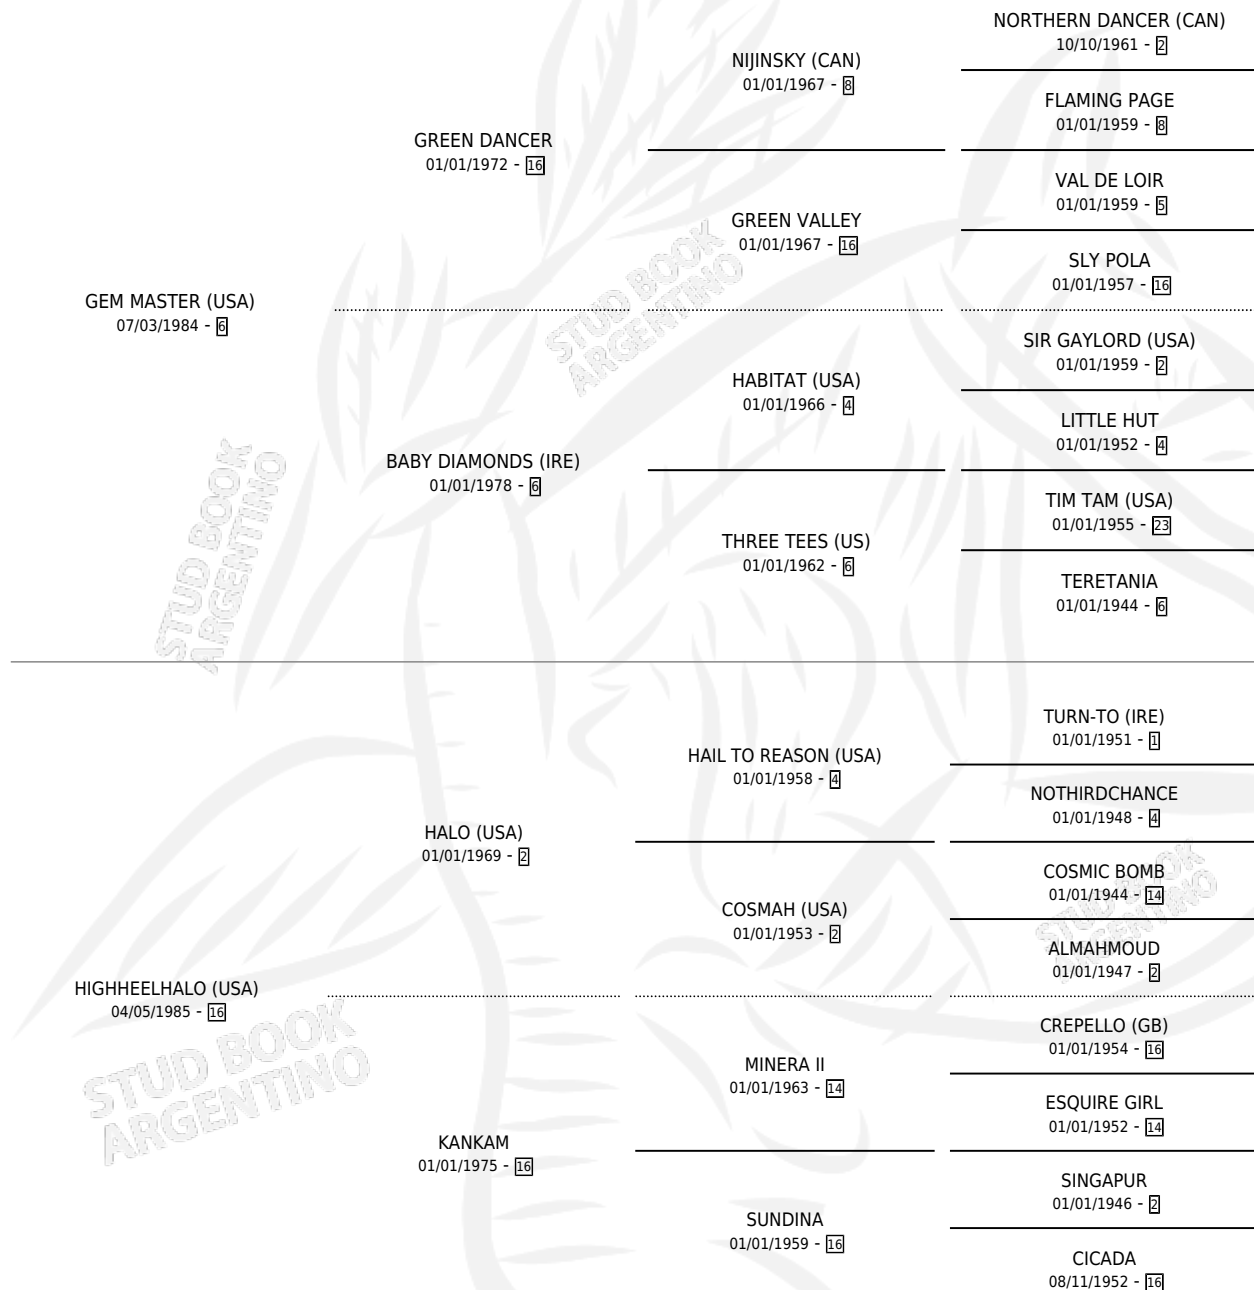 NORTHERN DANCER (CAN)
10/10/1961 - 2
NIJINSKY (CAN)
01/01/1967 - 8
FLAMING PAGE
01/01/1959 - 8
GREEN DANCER
01/01/1972 - 16
VAL DE LOIR
01/01/1959 - 5
GREEN VALLEY
01/01/1967 - 16
SLY POLA
01/01/1957 - 16
GEM MASTER (USA)
07/03/1984 - 6
SIR GAYLORD (USA)
01/01/1959 - 2
HABITAT (USA)
01/01/1966 - 4
LITTLE HUT
01/01/1952 - 4
BABY DIAMONDS (IRE)
01/01/1978 - 6
TIM TAM (USA)
01/01/1955 - 23
THREE TEES (US)
01/01/1962 - 6
TERETANIA
01/01/1944 - 6
TURN-TO (IRE)
01/01/1951 - 1
HAIL TO REASON (USA)
01/01/1958 - 4
NOTHIRDCHANCE
01/01/1948 - 4
HALO (USA)
01/01/1969 - 2
COSMIC BOMB
01/01/1944 - 14
COSMAH (USA)
01/01/1953 - 2
ALMAHMOUD
01/01/1947 - 2
HIGHHEELHALO (USA)
04/05/1985 - 16
CREPELLO (GB)
01/01/1954 - 16
MINERA II
01/01/1963 - 14
ESQUIRE GIRL
01/01/1952 - 14
KANKAM
01/01/1975 - 16
SINGAPUR
01/01/1946 - 2
SUNDINA
01/01/1959 - 16
CICADA
08/11/1952 - 16
STUD BOOK
ARGENTINO
STUD BOOK
ARGENTINO
STUD BOOK
ARGENTINO
STUD BOOK
ARGENTINO